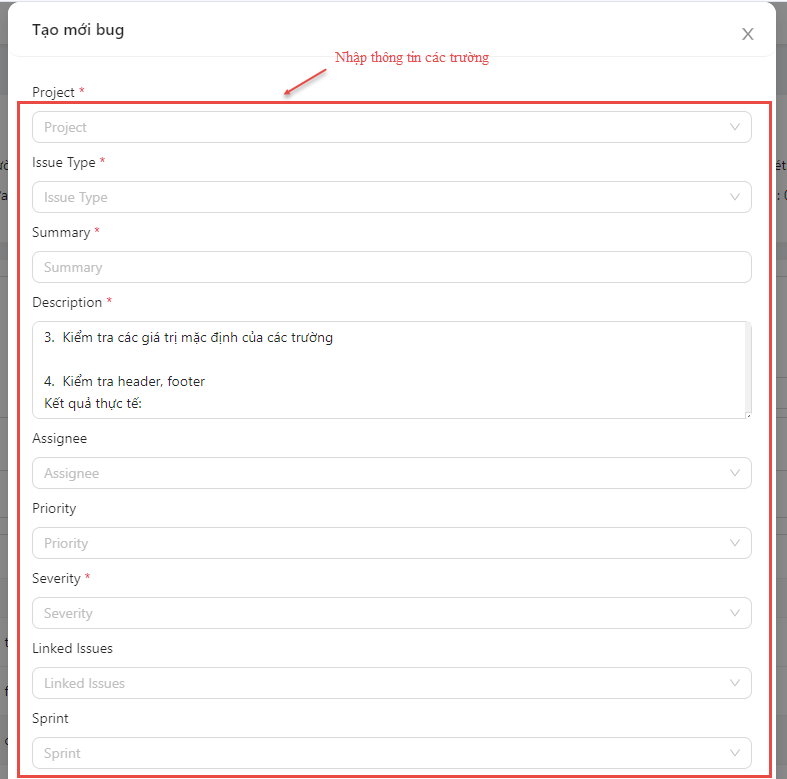 Tạo mới bug
Nhập thông tin các trường
Project *
Project
Issue Type *
Issue Type
Summary *
Summary
Description *
3. Kiểm tra các giá trị mặc định của các trường
4. Kiểm tra header, footer
Kết quả thực tế:
Assignee
Assignee
Priority
Priority
Severity *
Severity
Linked Issues
Linked Issues
Sprint
Sprint